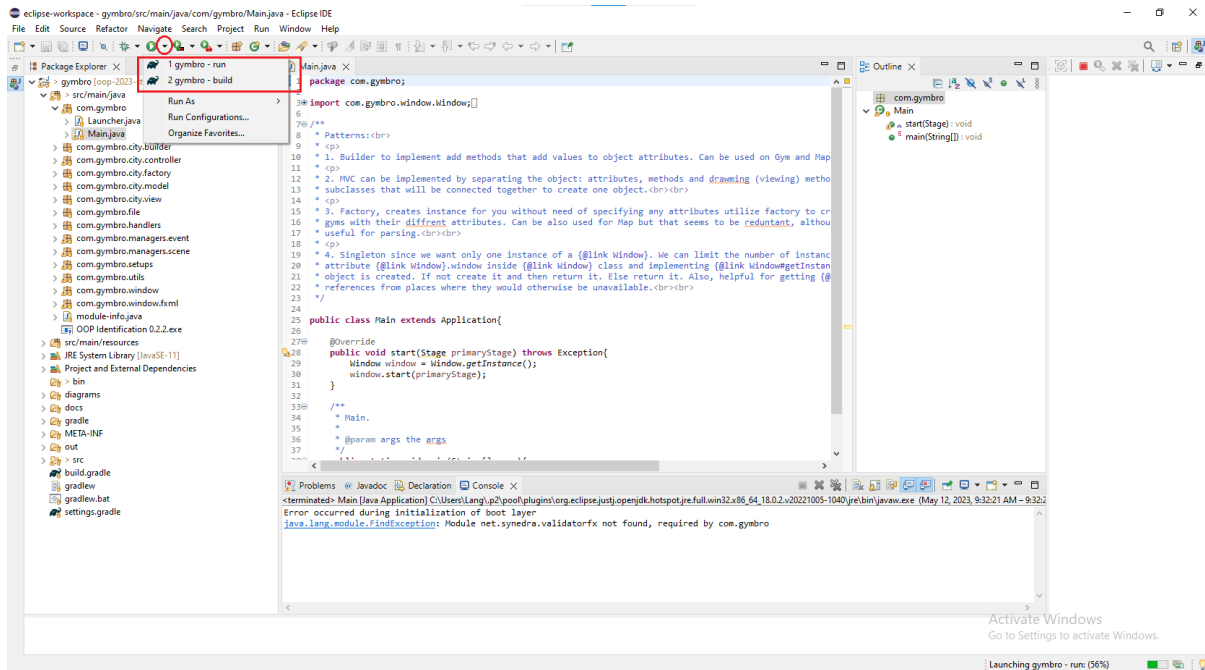 eclipse-workspace - gymbro/src/main/java/com/gymbro/Main.java - Eclipse IDE
File Edit Source Refactor Navigate Search Project Run Window Help
Package Explorer
gymbro [oop-2023-
> src/main/java
com.gymbro
Launcher.java
Main.java
com.gymbro.city.builder
com.gymbro.city.controller
com.gymbro.city.factory
com.gymbro.city.model
com.gymbro.city.view
com.gymbro.file
com.gymbro.handlers
com.gymbro.managers.event
com.gymbro.managers.scene
com.gymbro.setups
com.gymbro.utils
com.gymbro.window
com.gymbro.window.fxml
module-info.java
OOP Identification 0.2.2.exe
src/main/resources
JRE System Library [JavaSE-11]
Project and External Dependencies
> bin
diagrams
docs
gradle
META-INF
out
> src
build.gradle
gradlew
gradlew.bat
settings.gradle
1 gymbro - run
2 gymbro - build
Run As
Run Configurations...
Organize Favorites...
Main.java
1 package com.gymbro;
2
3 import com.gymbro.window.Window;
6
7 /**
8 * Patterns:<br>
9 * <p>
10 * 1. Builder to implement add methods that add values to object attributes. Can be used on Gym and Map
11 * <p>
12 * 2. MVC can be implemented by separating the object: attributes, methods and drawming (viewing) metho
13 * subclasses that will be connected together to create one object.<br><br>
14 * <p>
15 * 3. Factory, creates instance for you without need of specifying any attributes utilize factory to cr
16 * gyms with their diffrent attributes. Can be also used for Map but that seems to be reduntant, althou
17 * useful for parsing.<br><br>
18 * <p>
19 * 4. Singleton since we want only one instance of a {@link Window}. We can limit the number of instanc
20 * attribute {@link Window}.window inside {@link Window} class and implementing {@link Window#getInstan
21 * object is created. If not create it and then return it. Else return it. Also, helpful for getting {@
22 * references from places where they would otherwise be unavailable.<br><br>
23 */
24
25 public class Main extends Application{
26
27 @Override
28 public void start(Stage primaryStage) throws Exception{
29 Window window = Window.getInstance();
30 window.start(primaryStage);
31 }
32
33 /**
34 * Main.
35 *
36 * @param args the args
37 */
Outline
com.gymbro
Main
start(Stage) : void
main(String[]) : void
Problems Javadoc Declaration Console
<terminated> Main [Java Application] C:\Users\Lang\.p2\pool\plugins\org.eclipse.justj.openjdk.hotspot.jre.full.win32.x86_64_18.0.2.v20221005-1040\jre\bin\javaw.exe (May 12, 2023, 9:32:21 AM – 9:32:2
Error occurred during initialization of boot layer
java.lang.module.FindException: Module net.synedra.validatorfx not found, required by com.gymbro
Activate Windows
Go to Settings to activate Windows.
Launching gymbro - run: (56%)